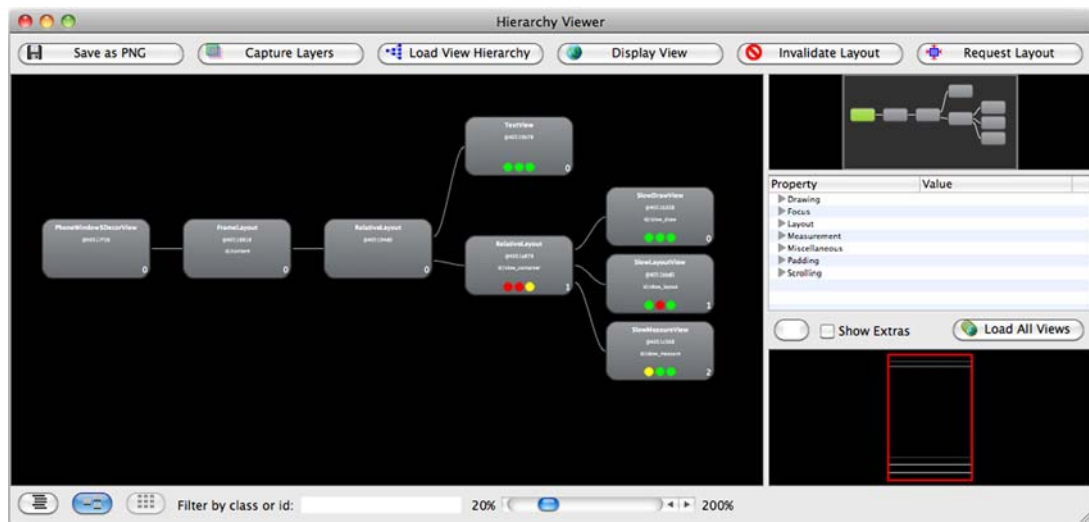 Hierarchy Viewer
Save as PNG
Capture Layers
Load View Hierarchy
Display View
Invalidate Layout
Request Layout
PhoneWindow$DecorView
0
FrameLayout
0
RelativeLayout
0
TextView
0
RelativeLayout
1
SlowDrawView
0
SlowLayoutView
1
SlowMeasureView
2
Property Value
Drawing
Focus
Layout
Measurement
Miscellaneous
Padding
Scrolling
Show Extras
Load All Views
Filter by class or id:
20%
200%